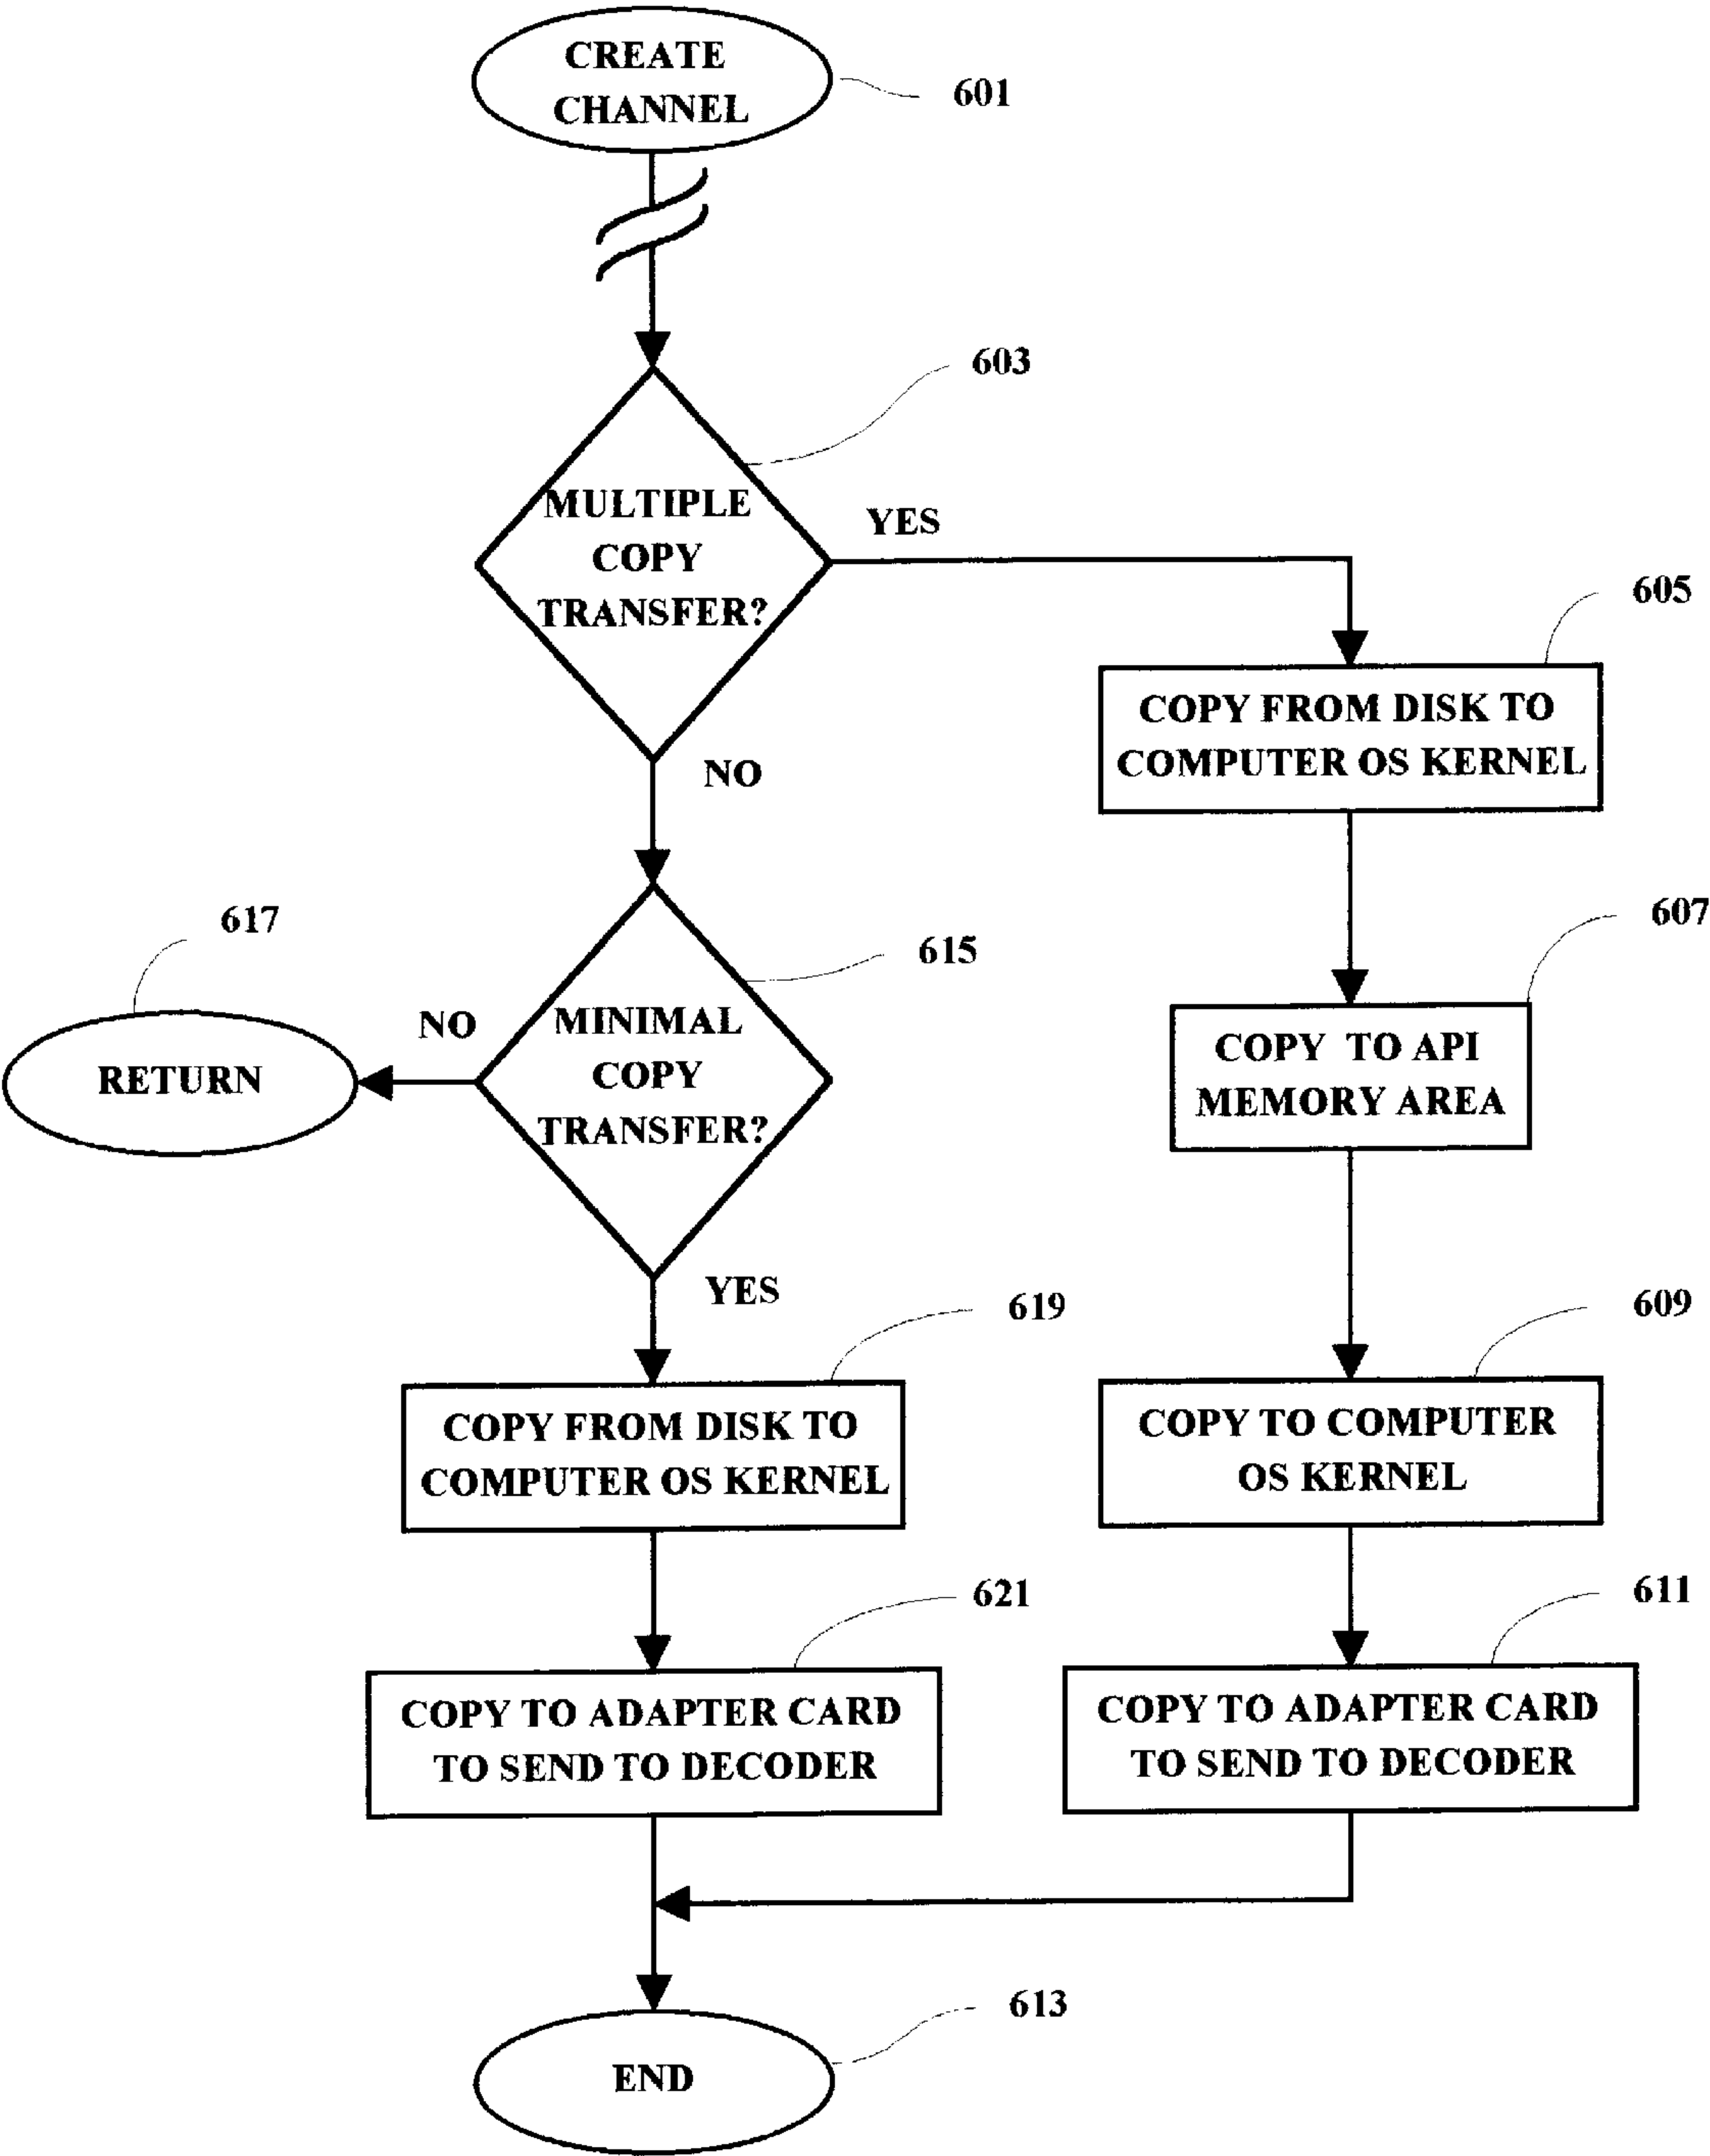 CREATE
CHANNEL
601
603
MULTIPLE
COPY
TRANSFER?
YES
NO
605
COPY FROM DISK TO
COMPUTER OS KERNEL
607
COPY TO API
MEMORY AREA
617
RETURN
NO
615
MINIMAL
COPY
TRANSFER?
YES
619
COPY FROM DISK TO
COMPUTER OS KERNEL
609
COPY TO COMPUTER
OS KERNEL
621
COPY TO ADAPTER CARD
TO SEND TO DECODER
611
COPY TO ADAPTER CARD
TO SEND TO DECODER
613
END